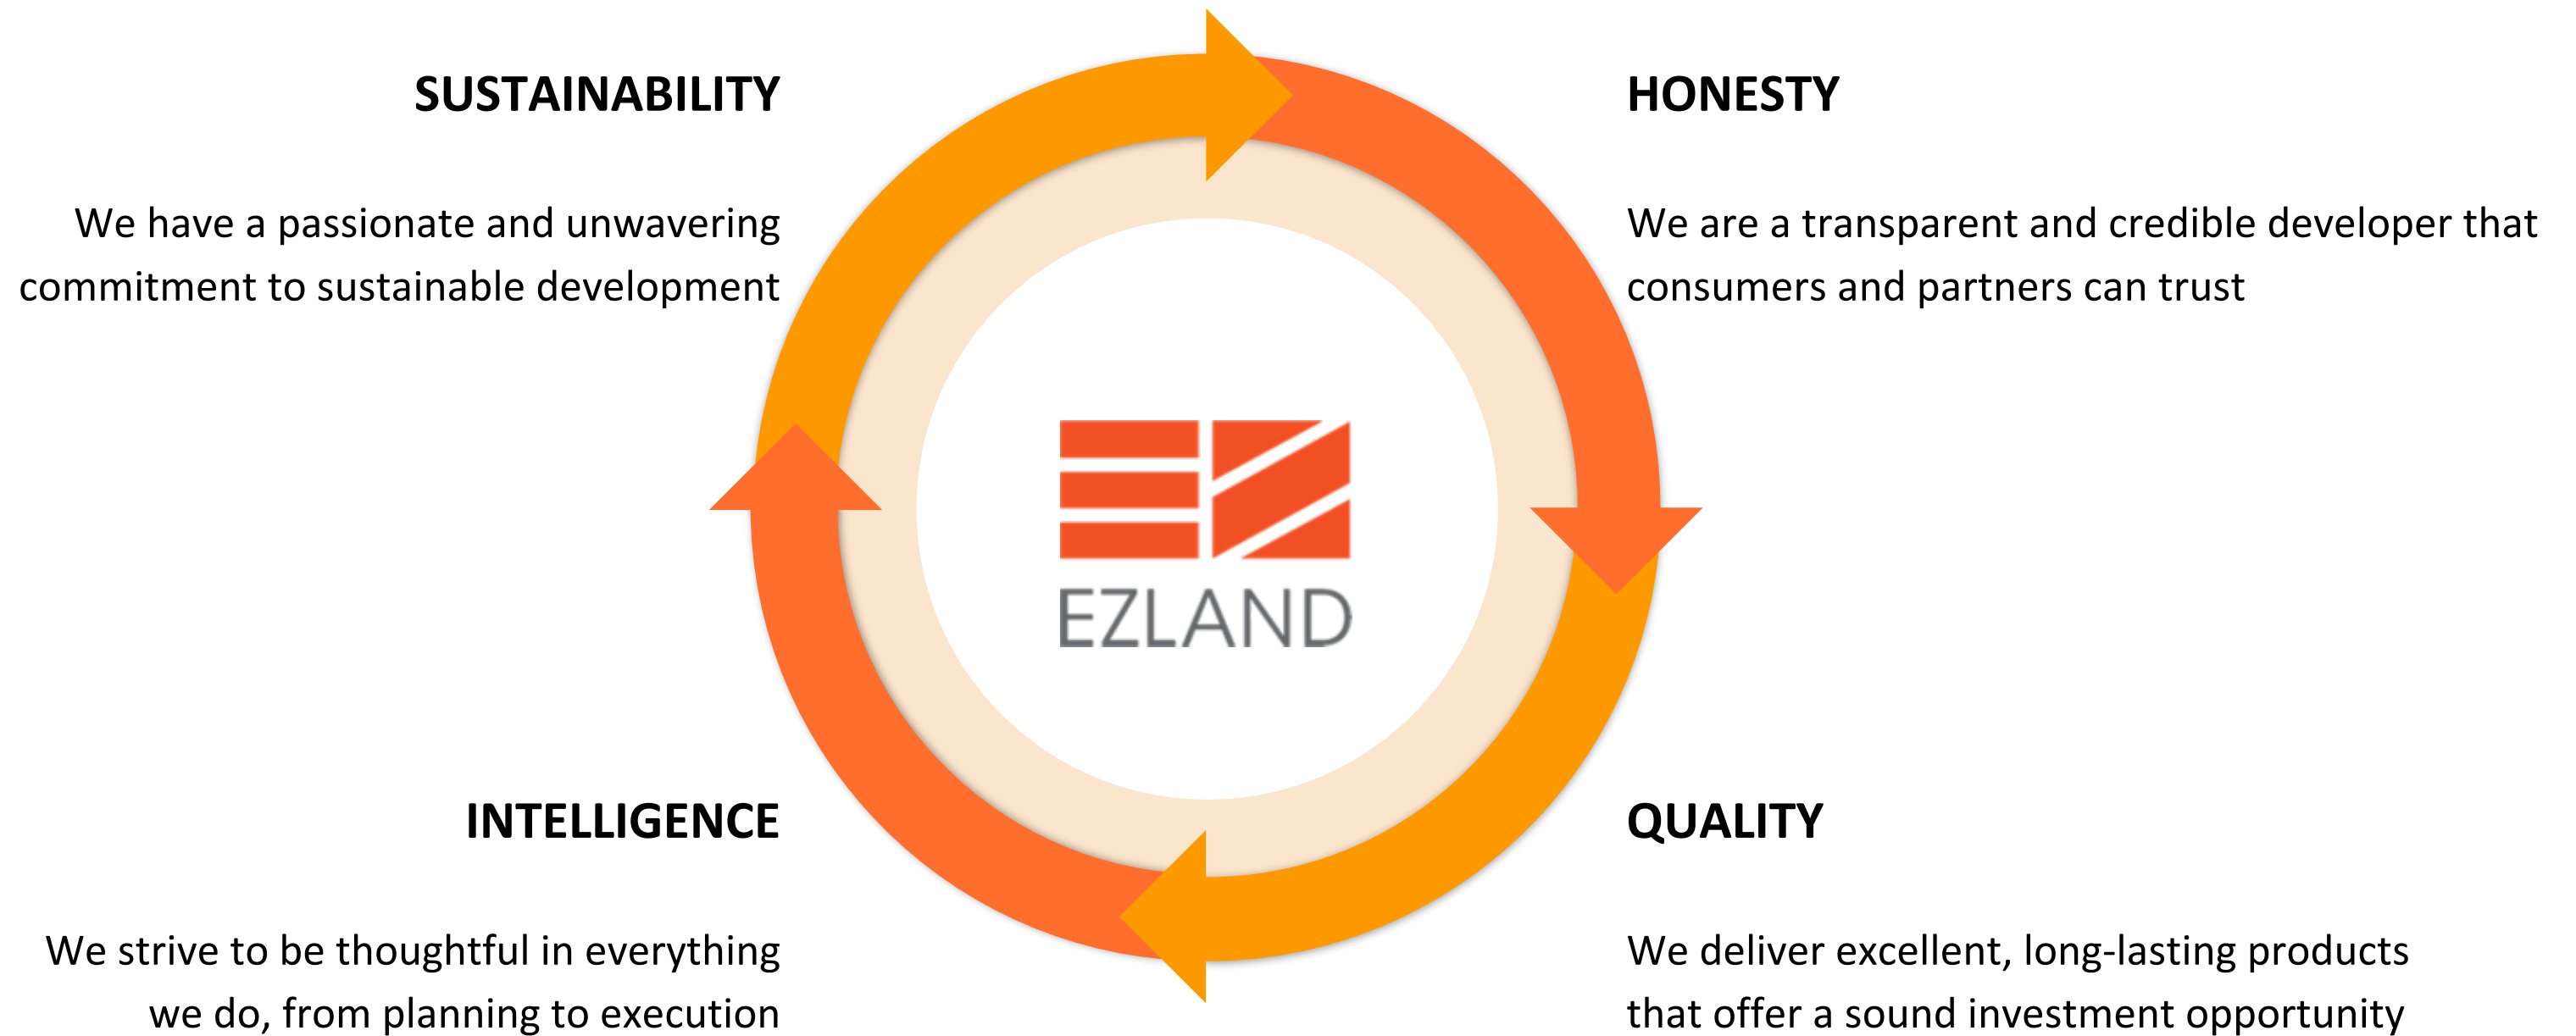 SUSTAINABILITY
We have a passionate and unwavering
commitment to sustainable development
HONESTY
We are a transparent and credible developer that
consumers and partners can trust
EZLAND
INTELLIGENCE
We strive to be thoughtful in everything
we do, from planning to execution
QUALITY
We deliver excellent, long-lasting products
that offer a sound investment opportunity